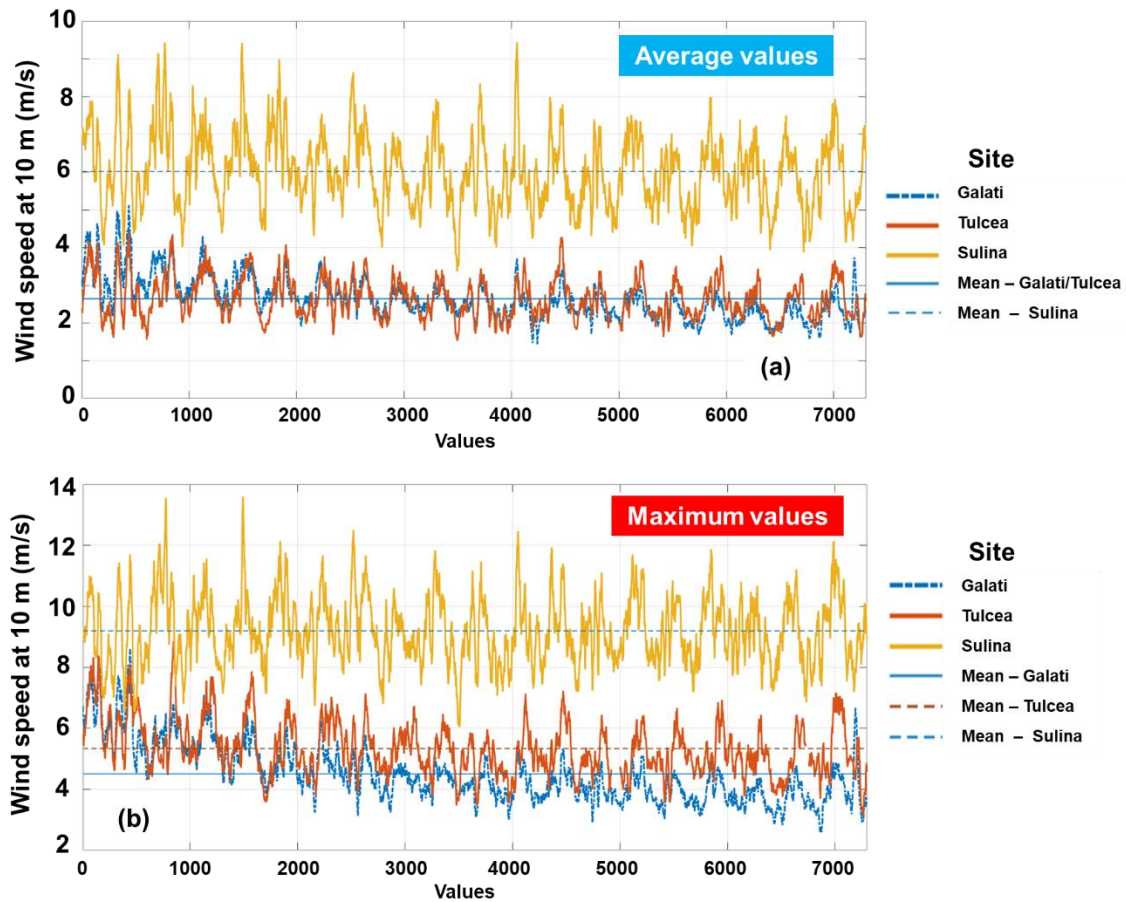 10
8
6
4
2
0
Wind speed at 10 m (m/s)
Average values
(a)
0 1000 2000 3000 4000 5000 6000 7000
Values
Site
Galati
Tulcea
Sulina
Mean – Galati/Tulcea
Mean – Sulina
14
12
10
8
6
4
2
Wind speed at 10 m (m/s)
Maximum values
(b)
0 1000 2000 3000 4000 5000 6000 7000
Values
Site
Galati
Tulcea
Sulina
Mean – Galati
Mean – Tulcea
Mean – Sulina